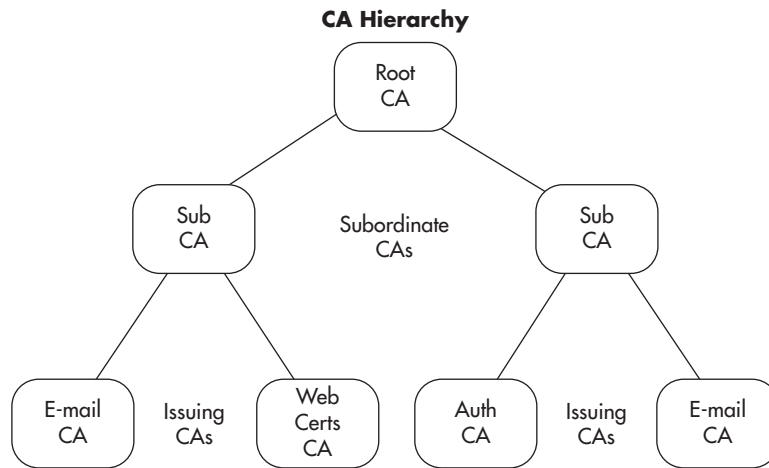 CA Hierarchy
Root
CA
Sub
CA
Subordinate
CAs
Sub
CA
E-mail
CA
Issuing
CAs
Web
Certs
CA
Auth
CA
Issuing
CAs
E-mail
CA